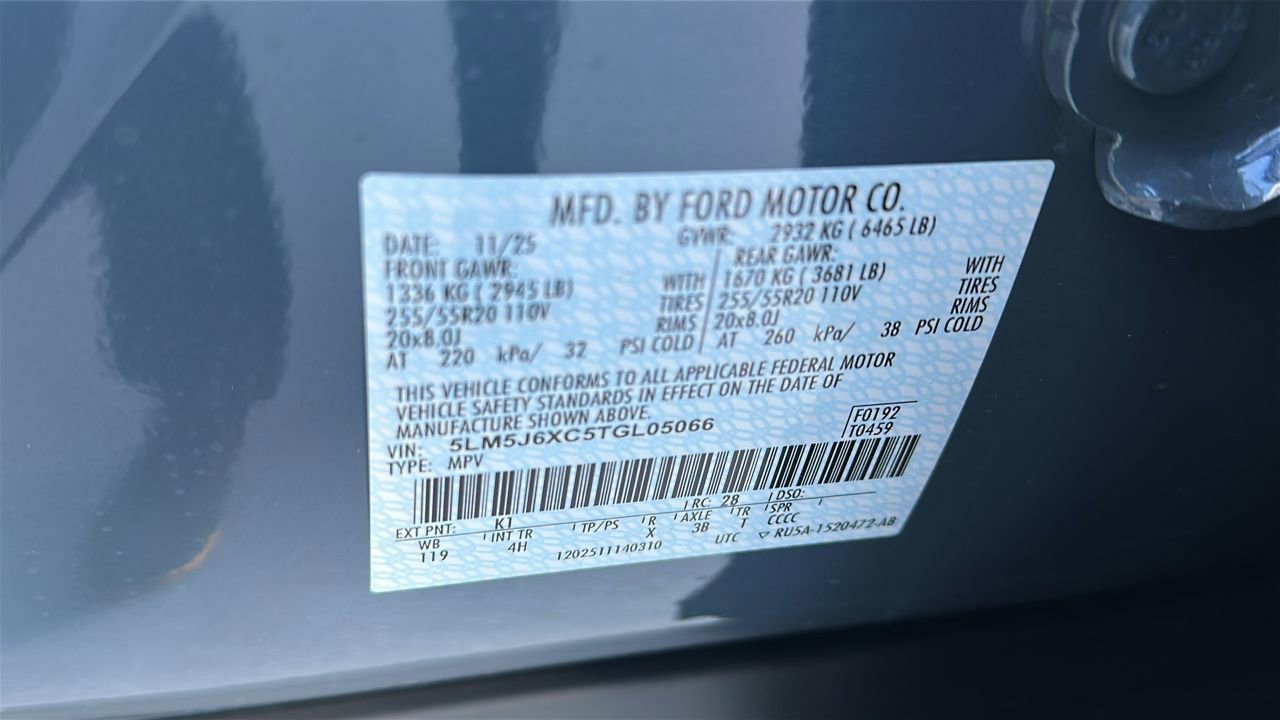 MFD. BY FORD MOTOR CO.
DATE: 11/25 GVWR: 2932 KG ( 6465 LB)
FRONT GAWR: REAR GAWR:
1336 KG ( 2945 LB) WITH 1670 KG ( 3681 LB) WITH
255/55R20 110V TIRES 255/55R20 110V TIRES
20x8.0J RIMS 20x8.0J RIMS
AT 220 kPa/ 32 PSI COLD AT 260 kPa/ 38 PSI COLD
THIS VEHICLE CONFORMS TO ALL APPLICABLE FEDERAL MOTOR
VEHICLE SAFETY STANDARDS IN EFFECT ON THE DATE OF
MANUFACTURE SHOWN ABOVE.
VIN: 5LM5J6XC5TGL05066 F0192
TYPE: MPV T0459
EXT PNT: K1 RC: 28 DSO:
WB INT TR TP/PS R AXLE TR SPR
119 4H X 3B T CCCC
1202511140310 UTC ▽ RU5A-1520472-AB